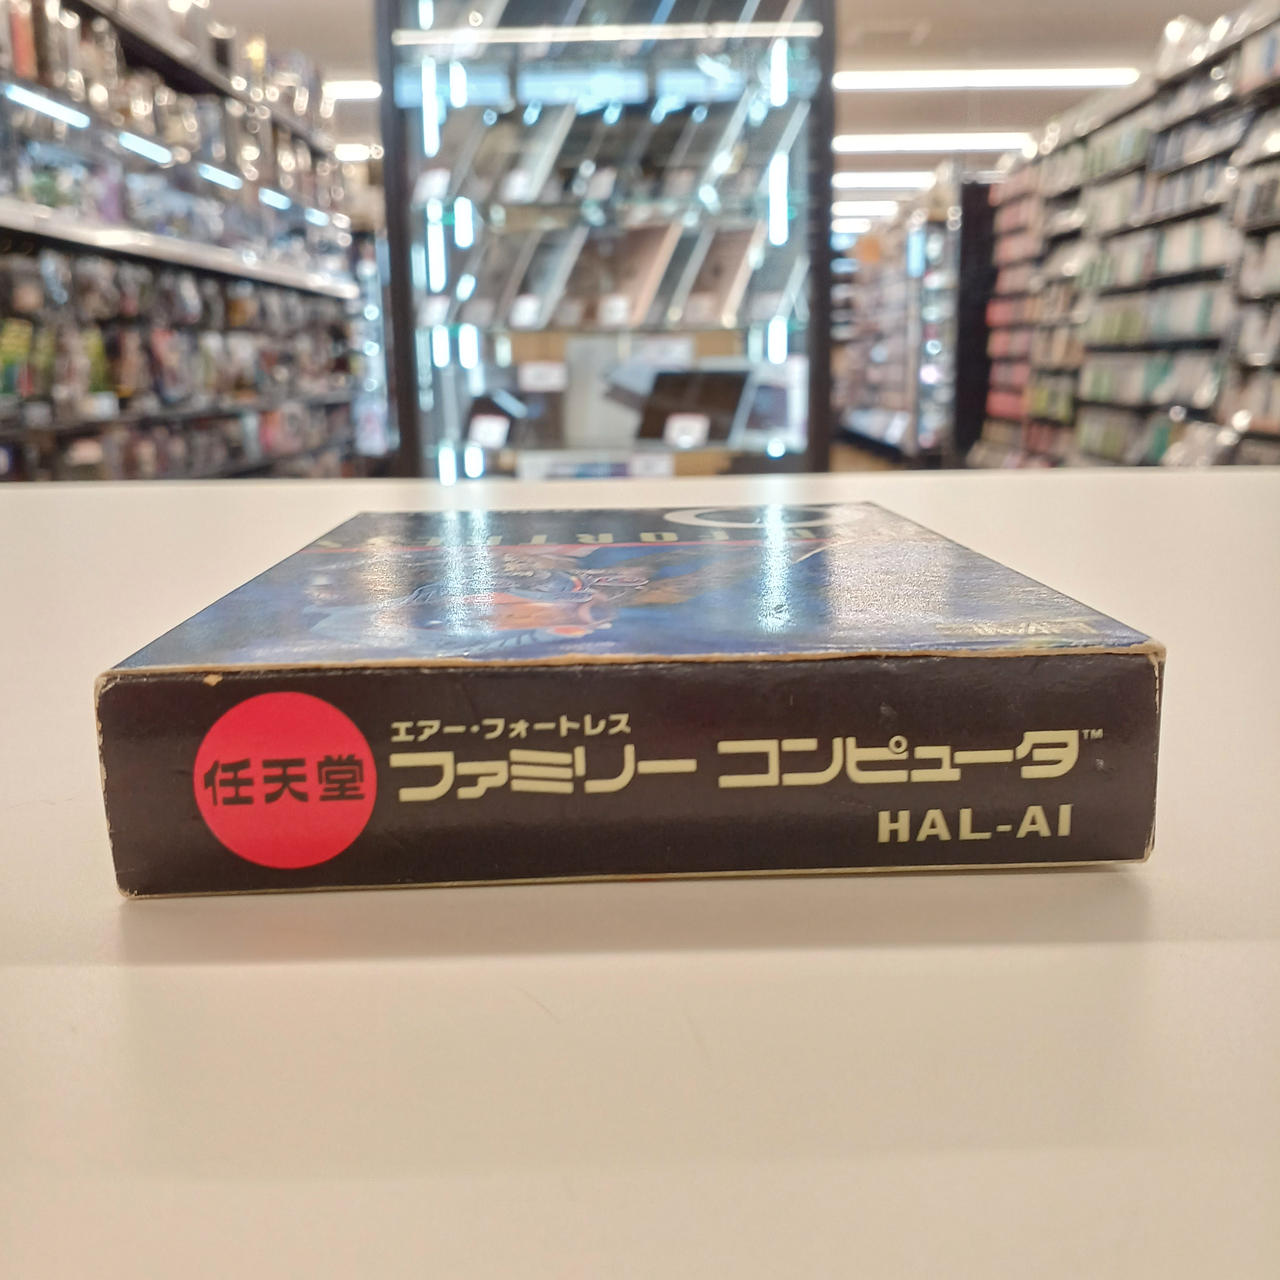 任天堂
エアー・フォートレス
ファミリー コンピュータ™
HAL-AI